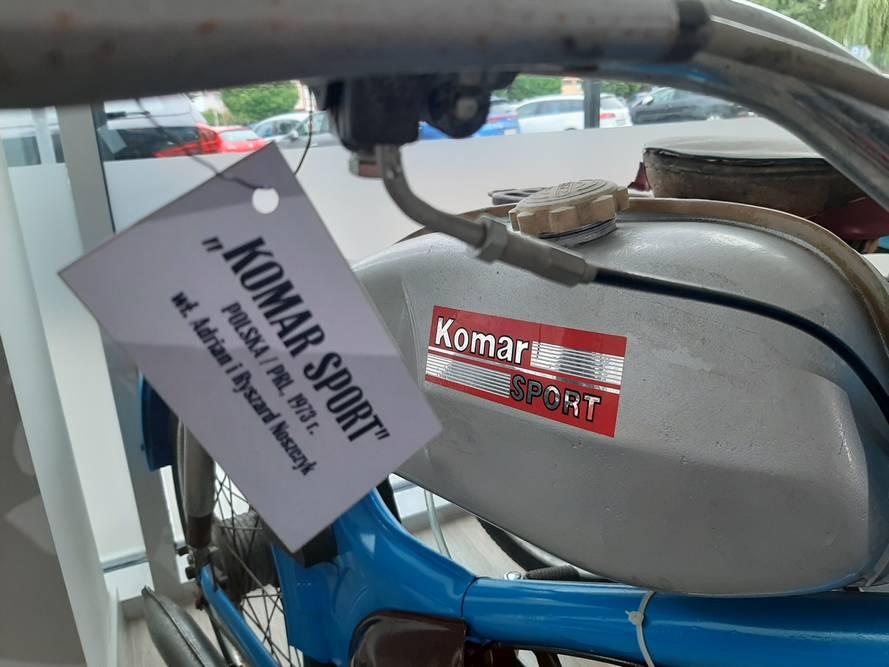 „KOMAR SPORT"
POLSKA / PRL, 1973 r.
wł. Adrian i Ryszard Noszczyk
Komar
SPORT